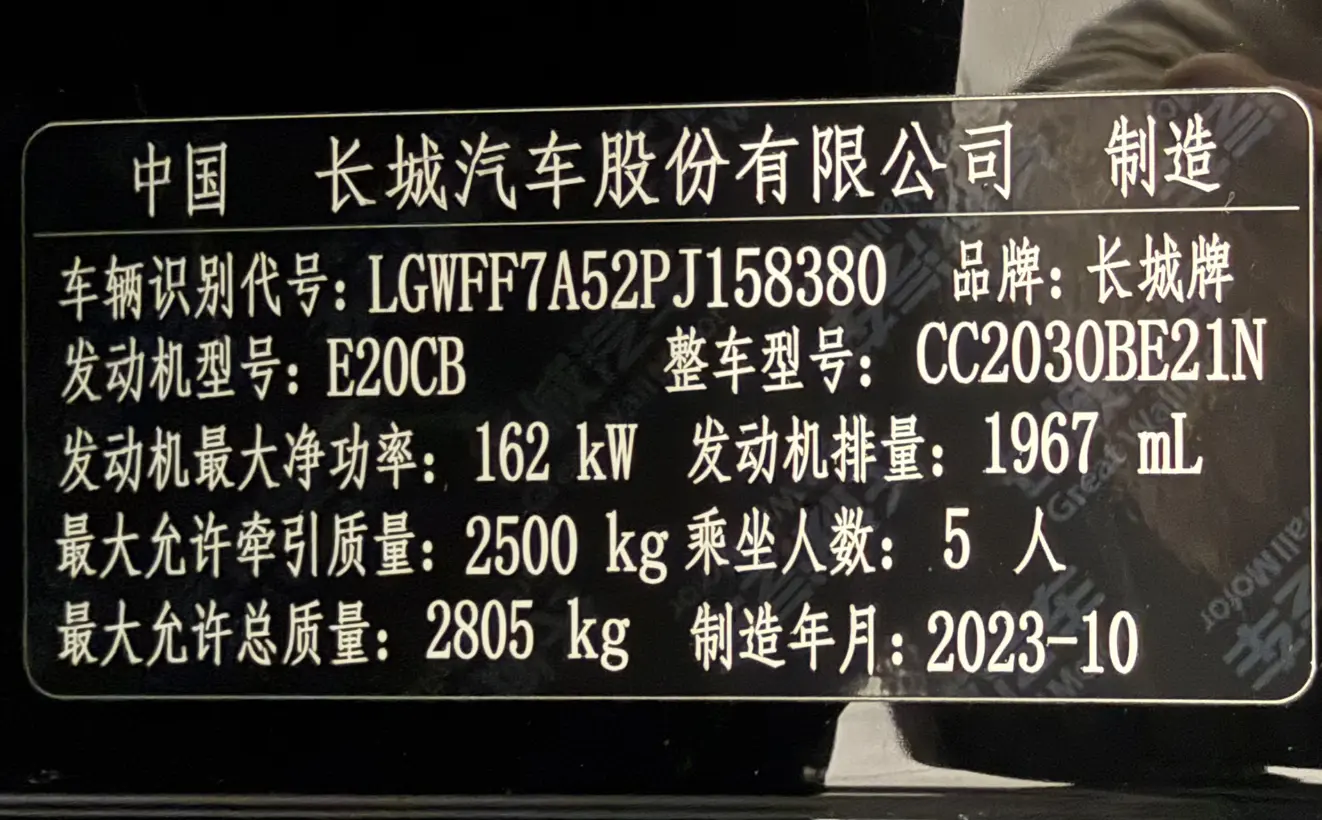 中国 长城汽车股份有限公司 制造
车辆识别代号：LGWFF7A52PJ158380 品牌：长城牌
发动机型号：E20CB 整车型号：CC2030BE21N
发动机最大净功率：162 kW 发动机排量：1967 mL
最大允许牵引质量：2500 kg 乘坐人数：5 人
最大允许总质量：2805 kg 制造年月：2023-10